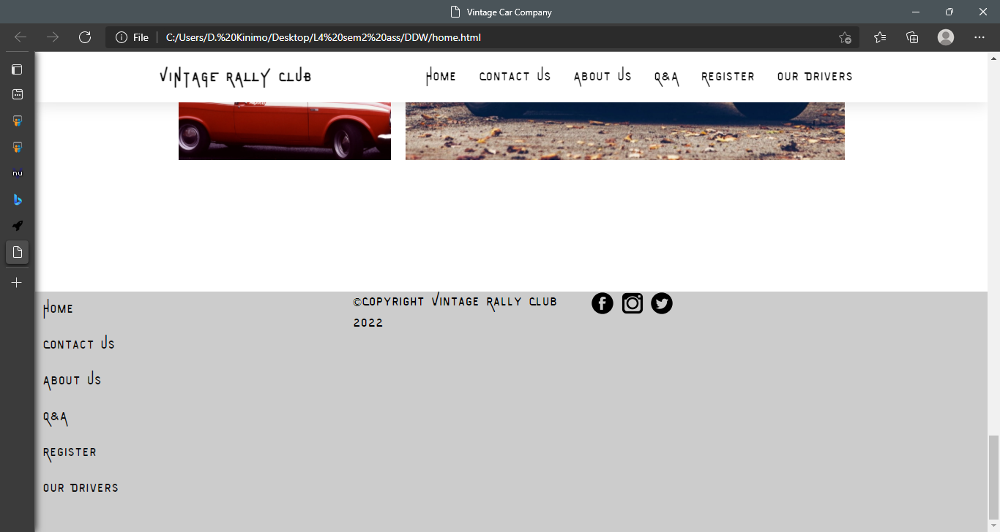 Vintage Car Company
File C:/Users/D.%20Kinimo/Desktop/L4%20sem2%20ass/DDW/home.html
nu
Vintage Rally Club Home Contact Us About Us Q&A Register Our Drivers
Home
Contact Us
About Us
Q&A
Register
Our Drivers
©Copyright Vintage Rally Club
2022